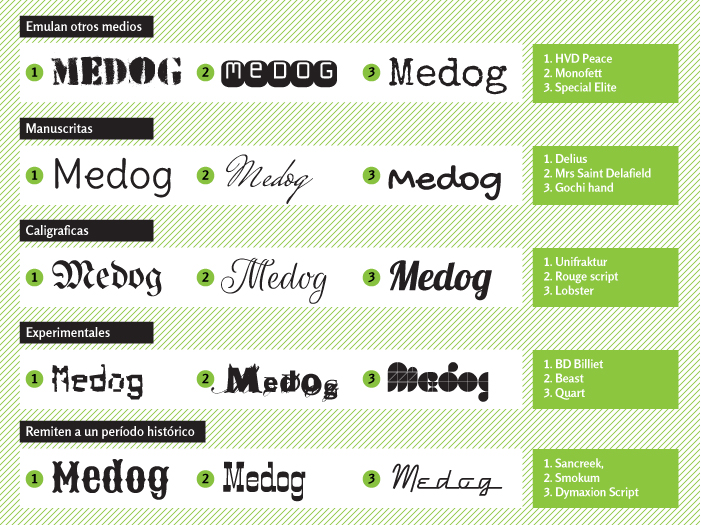 Emulan otros medios
1 MEDOG 2 MEDOG 3 Medog
1. HVD Peace
2. Monofett
3. Special Elite
Manuscritas
1 Medog 2 Medog 3 Medog
1. Delius
2. Mrs Saint Delafield
3. Gochi hand
Caligraficas
1 Medog 2 Medog 3 Medog
1. Unifraktur
2. Rouge script
3. Lobster
Experimentales
1 Medog 2 Medog 3 Medog
1. BD Billiet
2. Beast
3. Quart
Remiten a un período histórico
1 Medog 2 Medog 3 Medog
1. Sancreek,
2. Smokum
3. Dymaxion Script